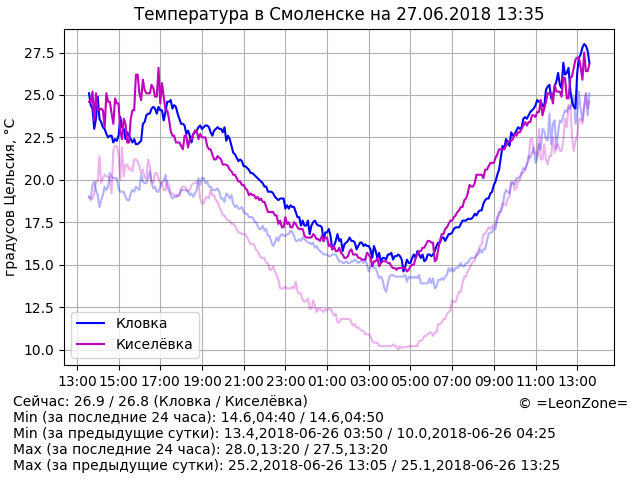 Температура в Смоленске на 27.06.2018 13:35
градусов Цельсия, °C
27.5
25.0
22.5
20.0
17.5
15.0
12.5
10.0
Кловка
Киселёвка
13:00 15:00 17:00 19:00 21:00 23:00 01:00 03:00 05:00 07:00 09:00 11:00 13:00
Сейчас: 26.9 / 26.8 (Кловка / Киселёвка)
© =LeonZone=
Min (за последние 24 часа): 14.6,04:40 / 14.6,04:50
Min (за предыдущие сутки): 13.4,2018-06-26 03:50 / 10.0,2018-06-26 04:25
Max (за последние 24 часа): 28.0,13:20 / 27.5,13:20
Max (за предыдущие сутки): 25.2,2018-06-26 13:05 / 25.1,2018-06-26 13:25